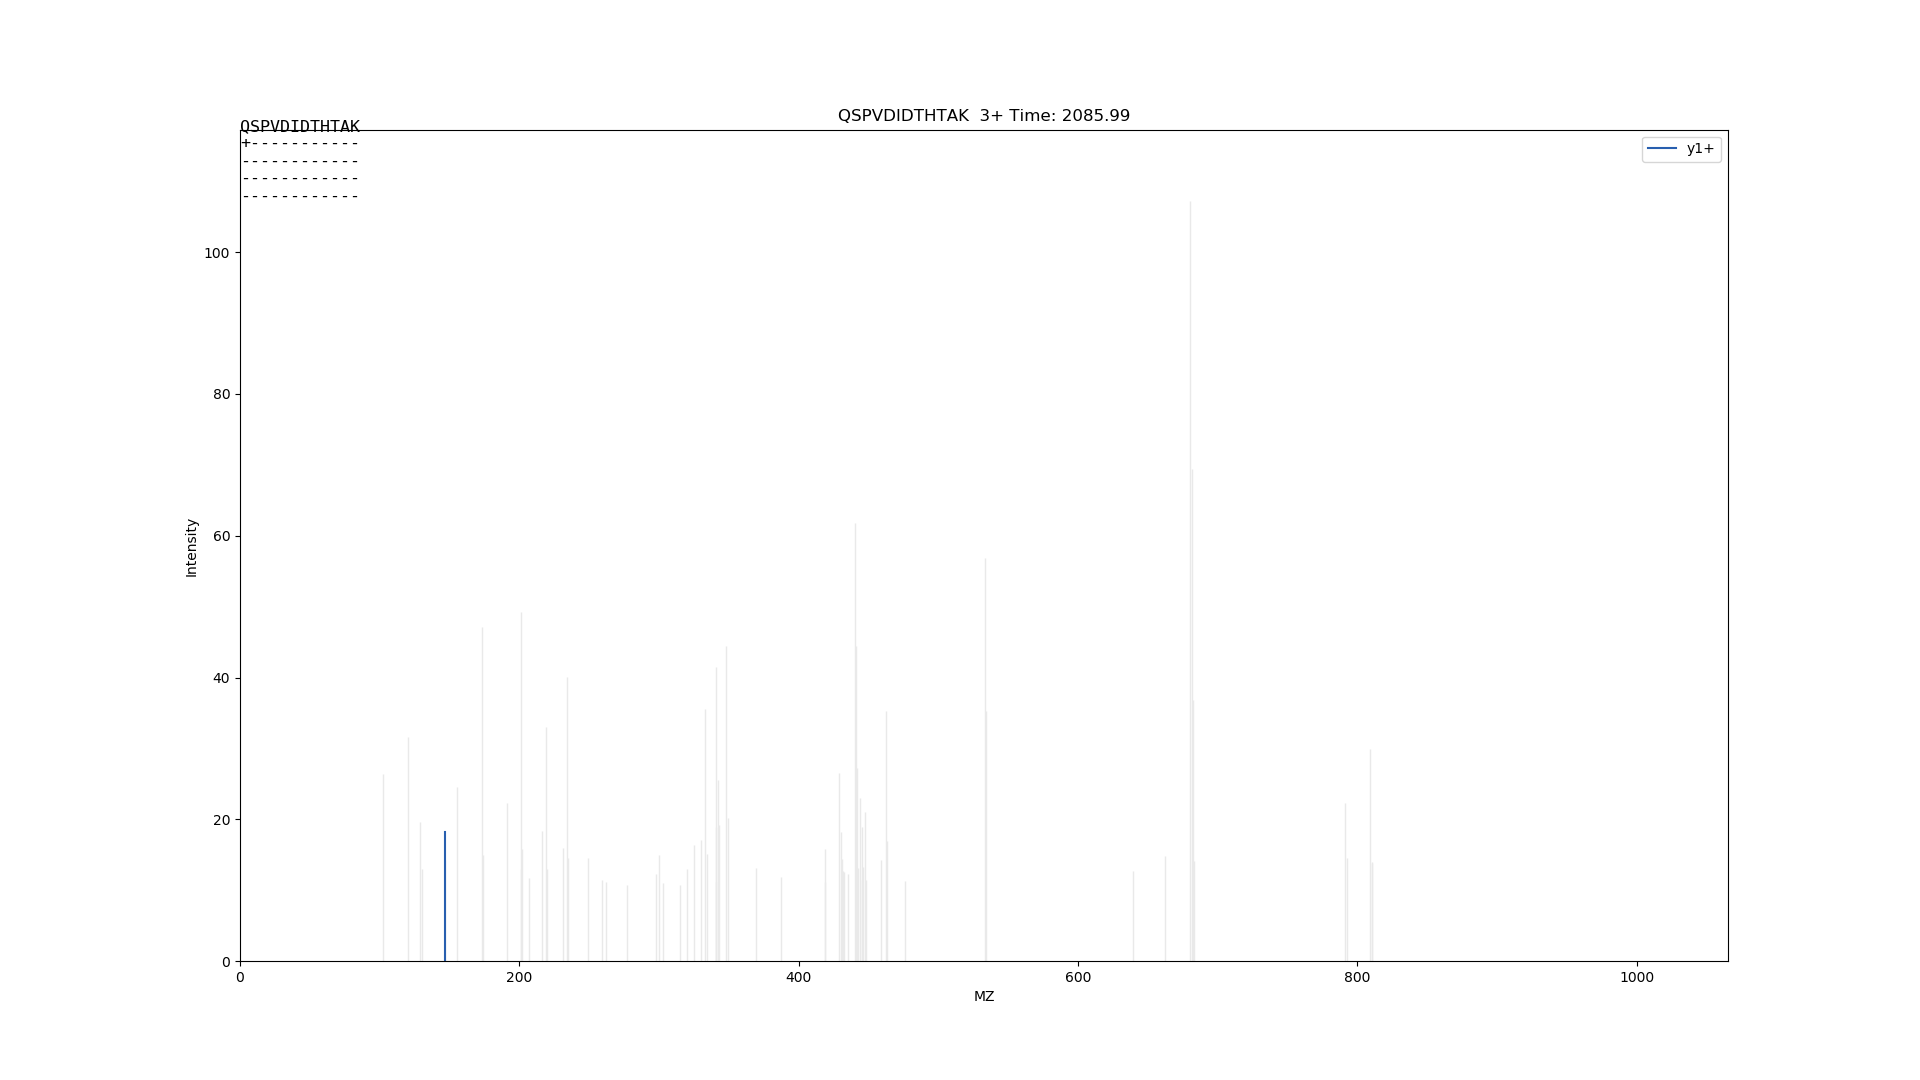 QSPVDIDTHTAK 3+ Time: 2085.99
QSPVDIDTHTAK
+-----------
------------
------------
------------
y1+
100
80
60
40
20
0
Intensity
0 200 400 600 800 1000
MZ